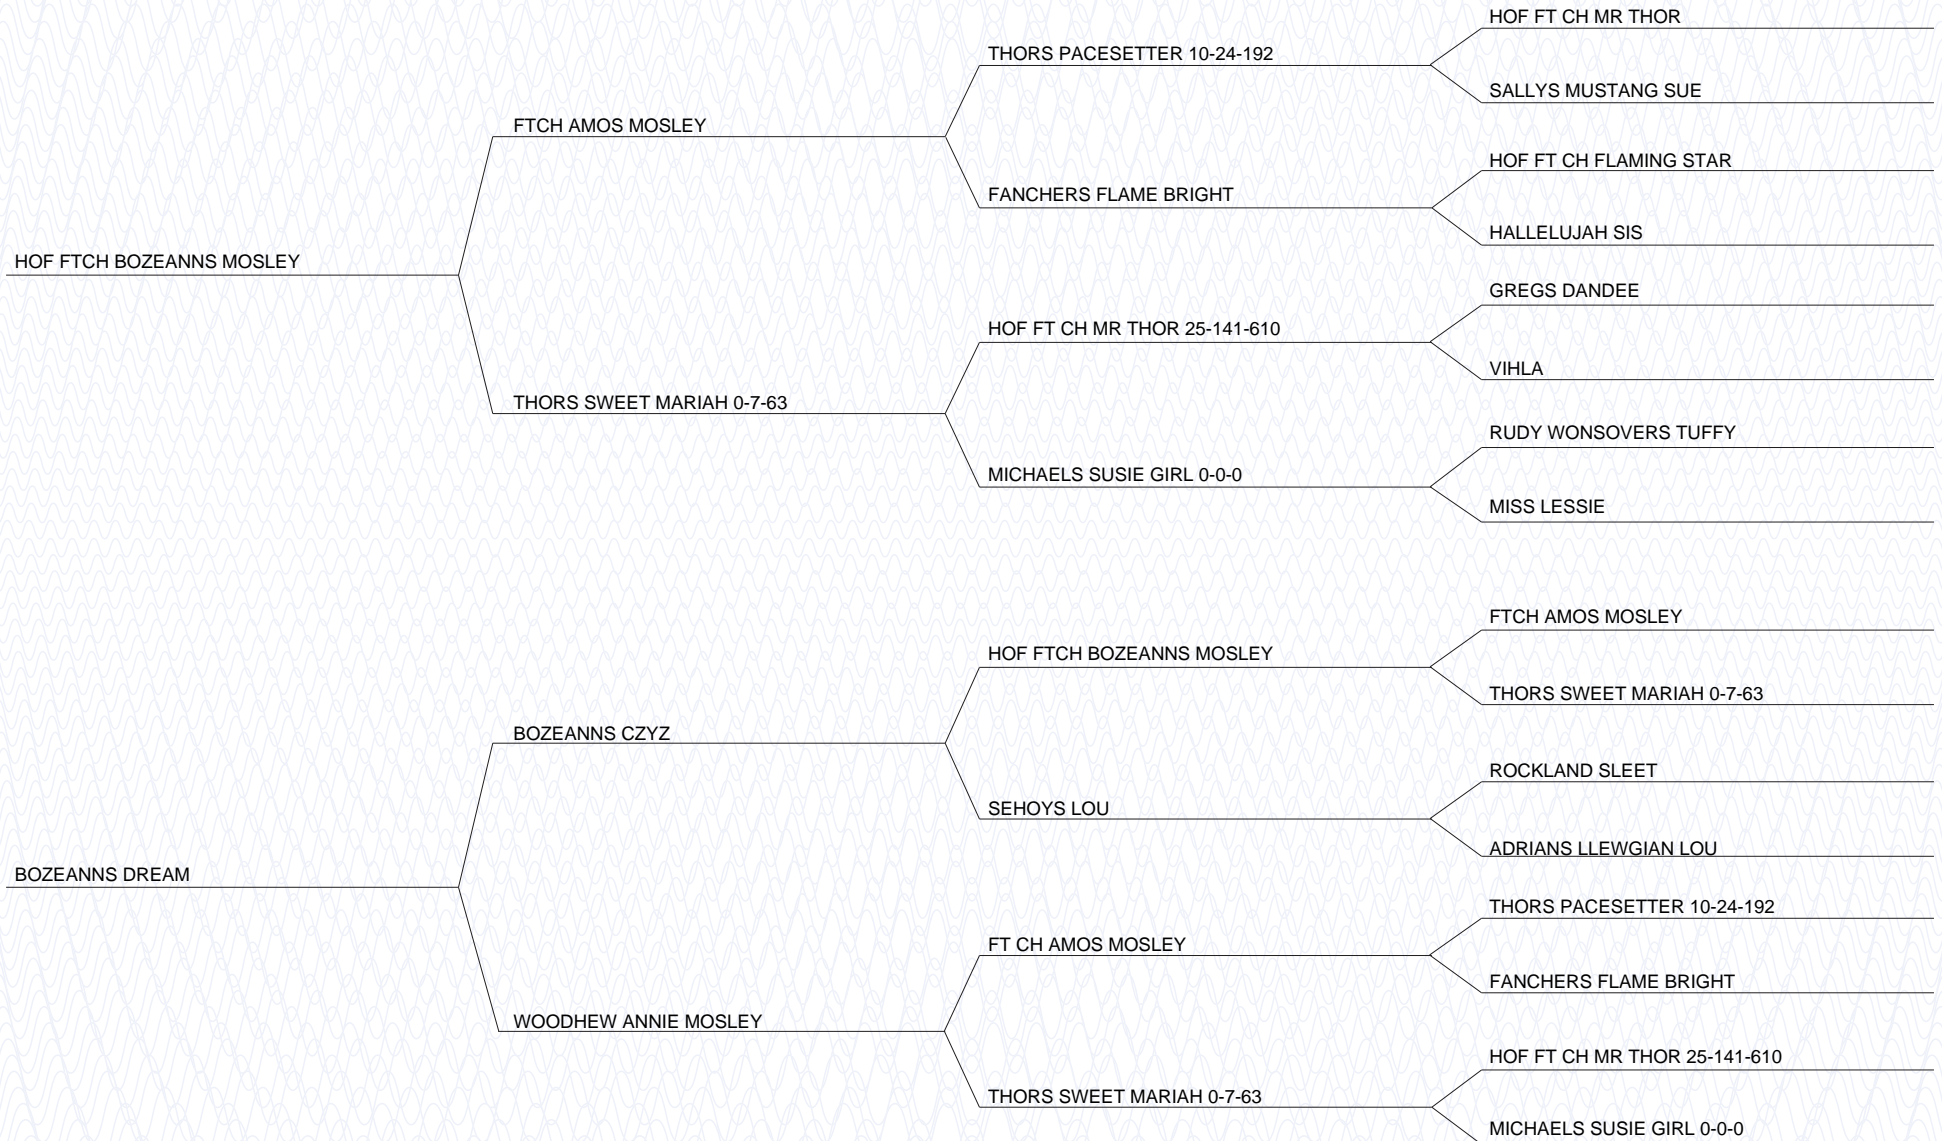 HOF FT CH MR THOR
THORS PACESETTER 10-24-192
SALLYS MUSTANG SUE
FTCH AMOS MOSLEY
HOF FT CH FLAMING STAR
FANCHERS FLAME BRIGHT
HALLELUJAH SIS
HOF FTCH BOZEANNS MOSLEY
GREGS DANDEE
HOF FT CH MR THOR 25-141-610
VIHLA
THORS SWEET MARIAH 0-7-63
RUDY WONSOVERS TUFFY
MICHAELS SUSIE GIRL 0-0-0
MISS LESSIE
FTCH AMOS MOSLEY
HOF FTCH BOZEANNS MOSLEY
THORS SWEET MARIAH 0-7-63
BOZEANNS CZYZ
ROCKLAND SLEET
SEHOYS LOU
ADRIANS LLEWGIAN LOU
BOZEANNS DREAM
THORS PACESETTER 10-24-192
FT CH AMOS MOSLEY
FANCHERS FLAME BRIGHT
WOODHEW ANNIE MOSLEY
HOF FT CH MR THOR 25-141-610
THORS SWEET MARIAH 0-7-63
MICHAELS SUSIE GIRL 0-0-0